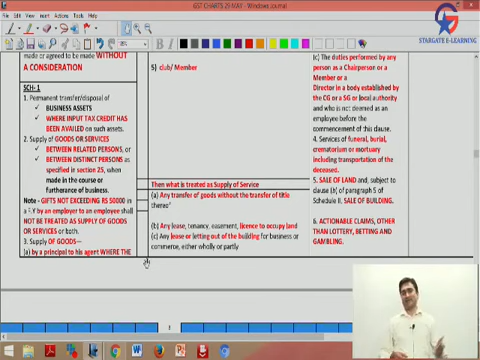 GST CHARTS 29 MAY - Windows Journal
File Edit View Insert Actions Tools Help
STARGATE E-LEARNING
made or agreed to be made WITHOUT
A CONSIDERATION
SCH- 1
1. Permanent transfer/disposal of
✓ BUSINESS ASSETS
✓ WHERE INPUT TAX CREDIT HAS
BEEN AVAILED on such assets.
2. Supply of GOODS OR SERVICES
✓ BETWEEN RELATED PERSONS, or
✓ BETWEEN DISTINCT PERSONS as
specified in section 25, when
made in the course or
furtherance of business.
Note - GIFTS NOT EXCEEDING RS 50000 in
a F.Y by an employer to an employee shall
NOT BE TREATED AS SUPPLY OF GOODS
OR SERVICES or both.
3. Supply OF GOODS—
(a) by a principal to his agent WHERE THE
5) club/ Member
Then what is treated as Supply of Service
(a) Any transfer of goods without the transfer of title
thereof
(b) Any lease, tenancy, easement, licence to occupy land
(c) Any lease or letting out of the building for business or
commerce, either wholly or partly
(c) The duties performed by any
person as a Chairperson or a
Member or a
Director in a body established by
the CG or a SG or local authority
and who is not deemed as an
employee before the
commencement of this clause.
4. Services of funeral, burial,
crematorium or mortuary
including transportation of the
deceased.
5. SALE OF LAND and, subject to
clause (b) of paragraph 5 of
Schedule II, SALE OF BUILDING.
6. ACTIONABLE CLAIMS, OTHER
THAN LOTTERY, BETTING AND
GAMBLING.